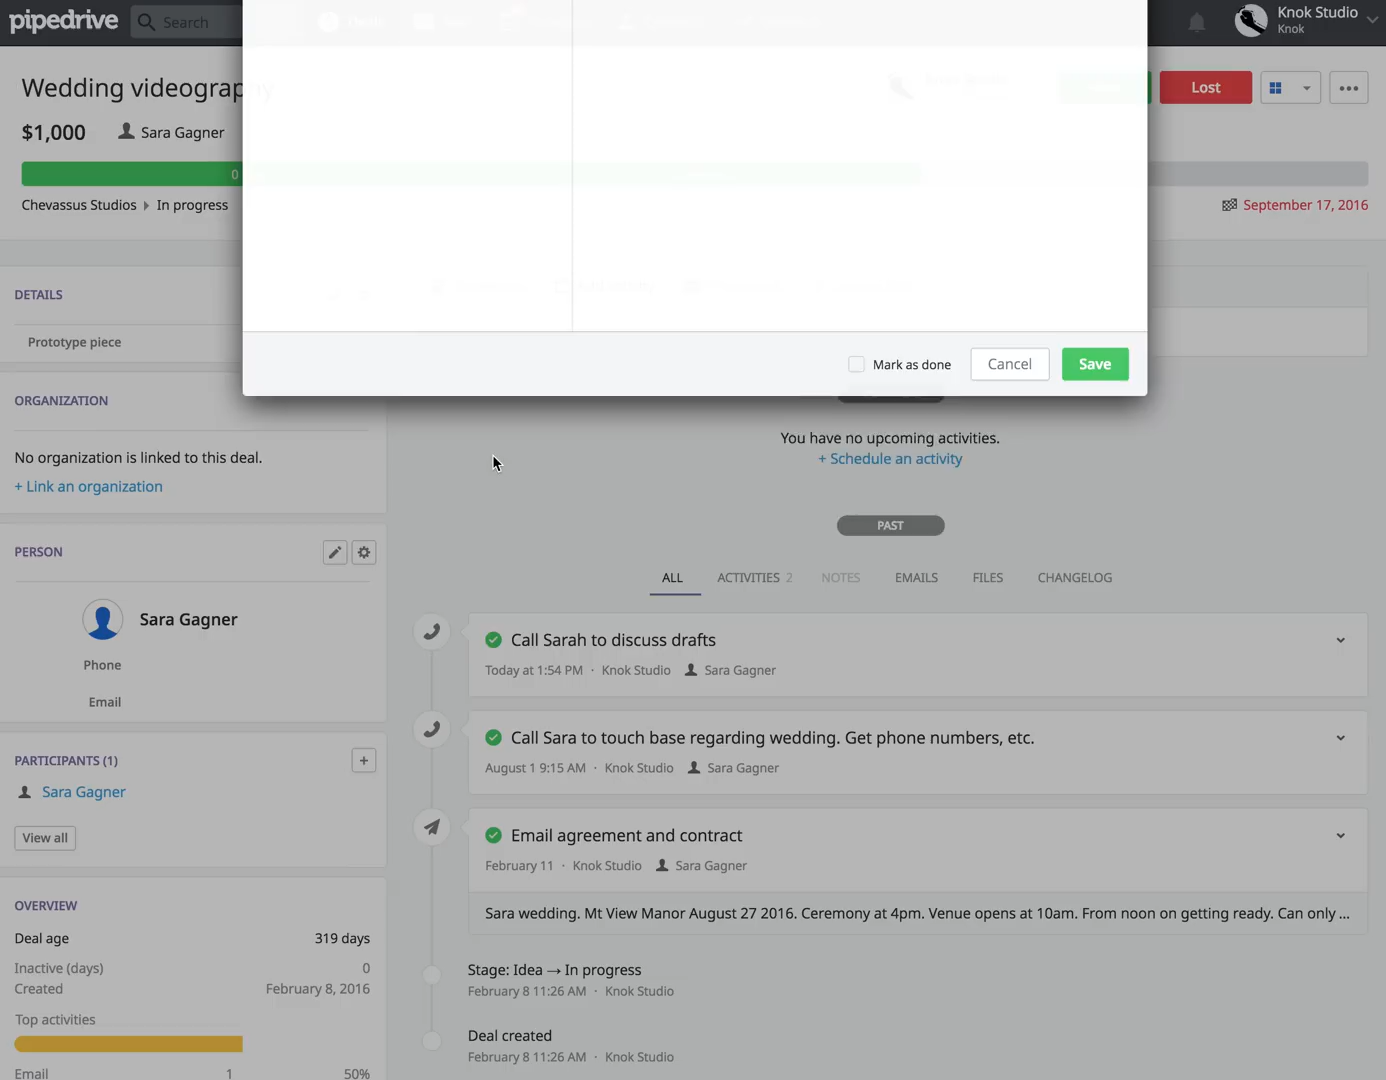 pipedrive
Search
Knok Studio
Knok
Wedding videography
Lost
$1,000
Sara Gagner
0
Chevassus Studios
In progress
September 17, 2016
DETAILS
Prototype piece
Mark as done
Cancel
Save
ORGANIZATION
No organization is linked to this deal.
+ Link an organization
You have no upcoming activities.
+ Schedule an activity
PAST
PERSON
ALL
ACTIVITIES 2
NOTES
EMAILS
FILES
CHANGELOG
Sara Gagner
Phone
Email
Call Sarah to discuss drafts
Today at 1:54 PM · Knok Studio Sara Gagner
Call Sara to touch base regarding wedding. Get phone numbers, etc.
August 1 9:15 AM · Knok Studio Sara Gagner
PARTICIPANTS (1)
Sara Gagner
View all
Email agreement and contract
February 11 · Knok Studio Sara Gagner
Sara wedding. Mt View Manor August 27 2016. Ceremony at 4pm. Venue opens at 10am. From noon on getting ready. Can only ...
OVERVIEW
Deal age 319 days
Inactive (days) 0
Created February 8, 2016
Top activities
Email 1 50%
Stage: Idea → In progress
February 8 11:26 AM · Knok Studio
Deal created
February 8 11:26 AM · Knok Studio